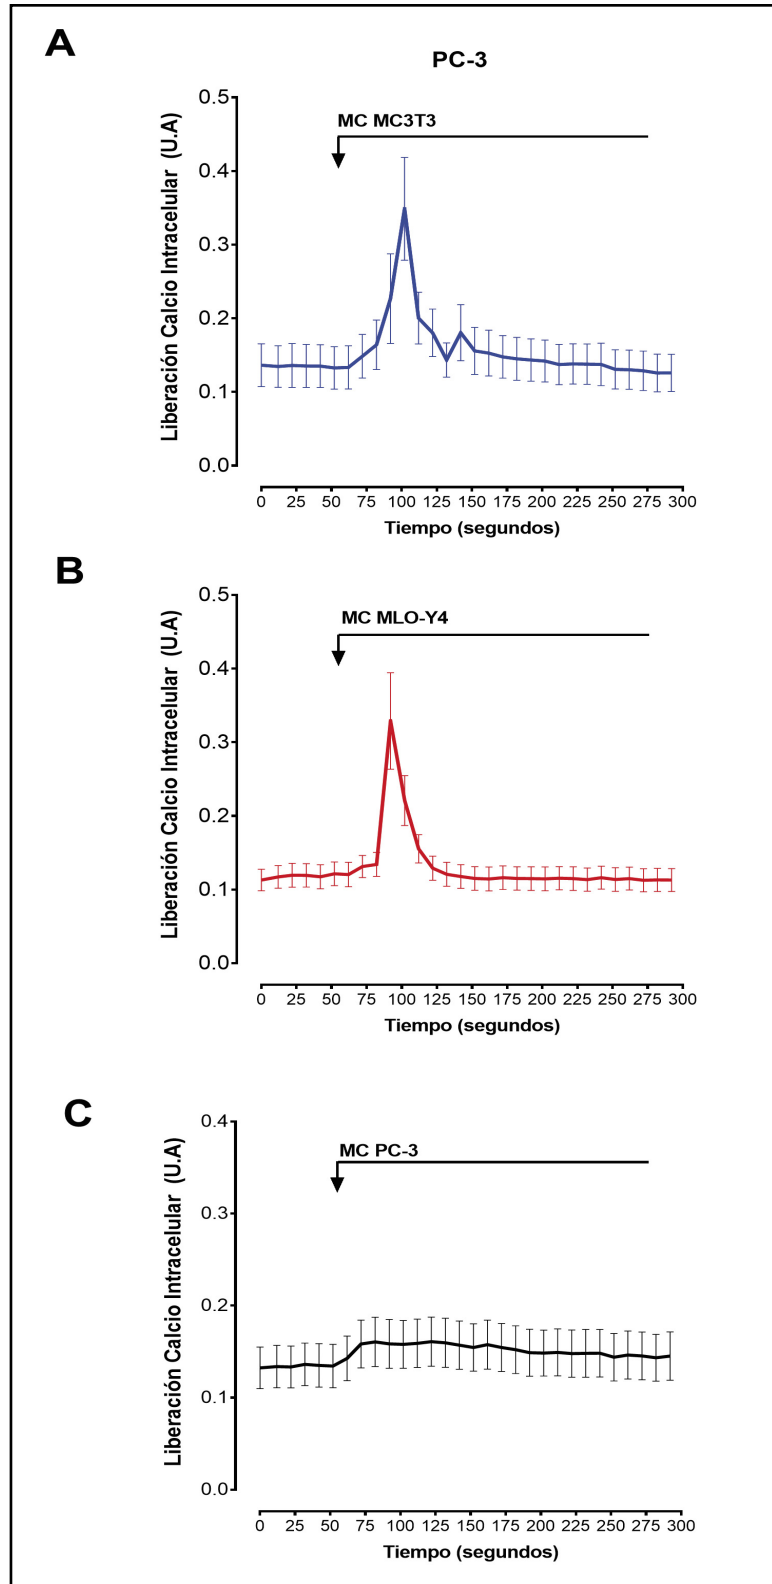 A
PC-3
Liberación Calcio Intracelular (U.A)
0.5
0.4
0.3
0.2
0.1
0.0
MC MC3T3
0 25 50 75 100 125 150 175 200 225 250 275 300
Tiempo (segundos)
B
Liberación Calcio Intracelular (U.A)
0.5
0.4
0.3
0.2
0.1
0.0
MC MLO-Y4
0 25 50 75 100 125 150 175 200 225 250 275 300
Tiempo (segundos)
C
Liberación Calcio Intracelular (U.A)
0.4
0.3
0.2
0.1
0.0
MC PC-3
0 25 50 75 100 125 150 175 200 225 250 275 300
Tiempo (segundos)